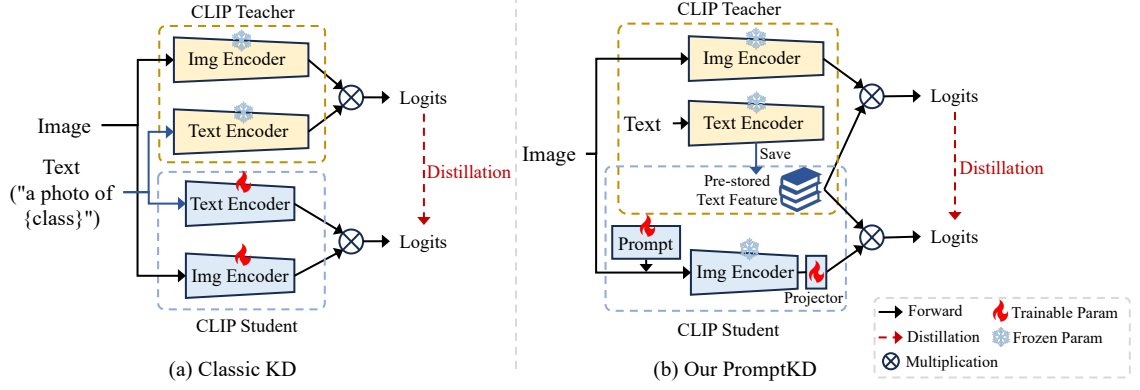 CLIP Teacher
Img Encoder
Text Encoder
Logits
Image
Text
("a photo of
{class}")
Distillation
Text Encoder
Img Encoder
Logits
CLIP Student
(a) Classic KD
CLIP Teacher
Img Encoder
Logits
Text
Text Encoder
Save
Image
Pre-stored
Text Feature
Distillation
Prompt
Img Encoder
Projector
Logits
CLIP Student
(b) Our PromptKD
Forward
Trainable Param
Distillation
Frozen Param
Multiplication